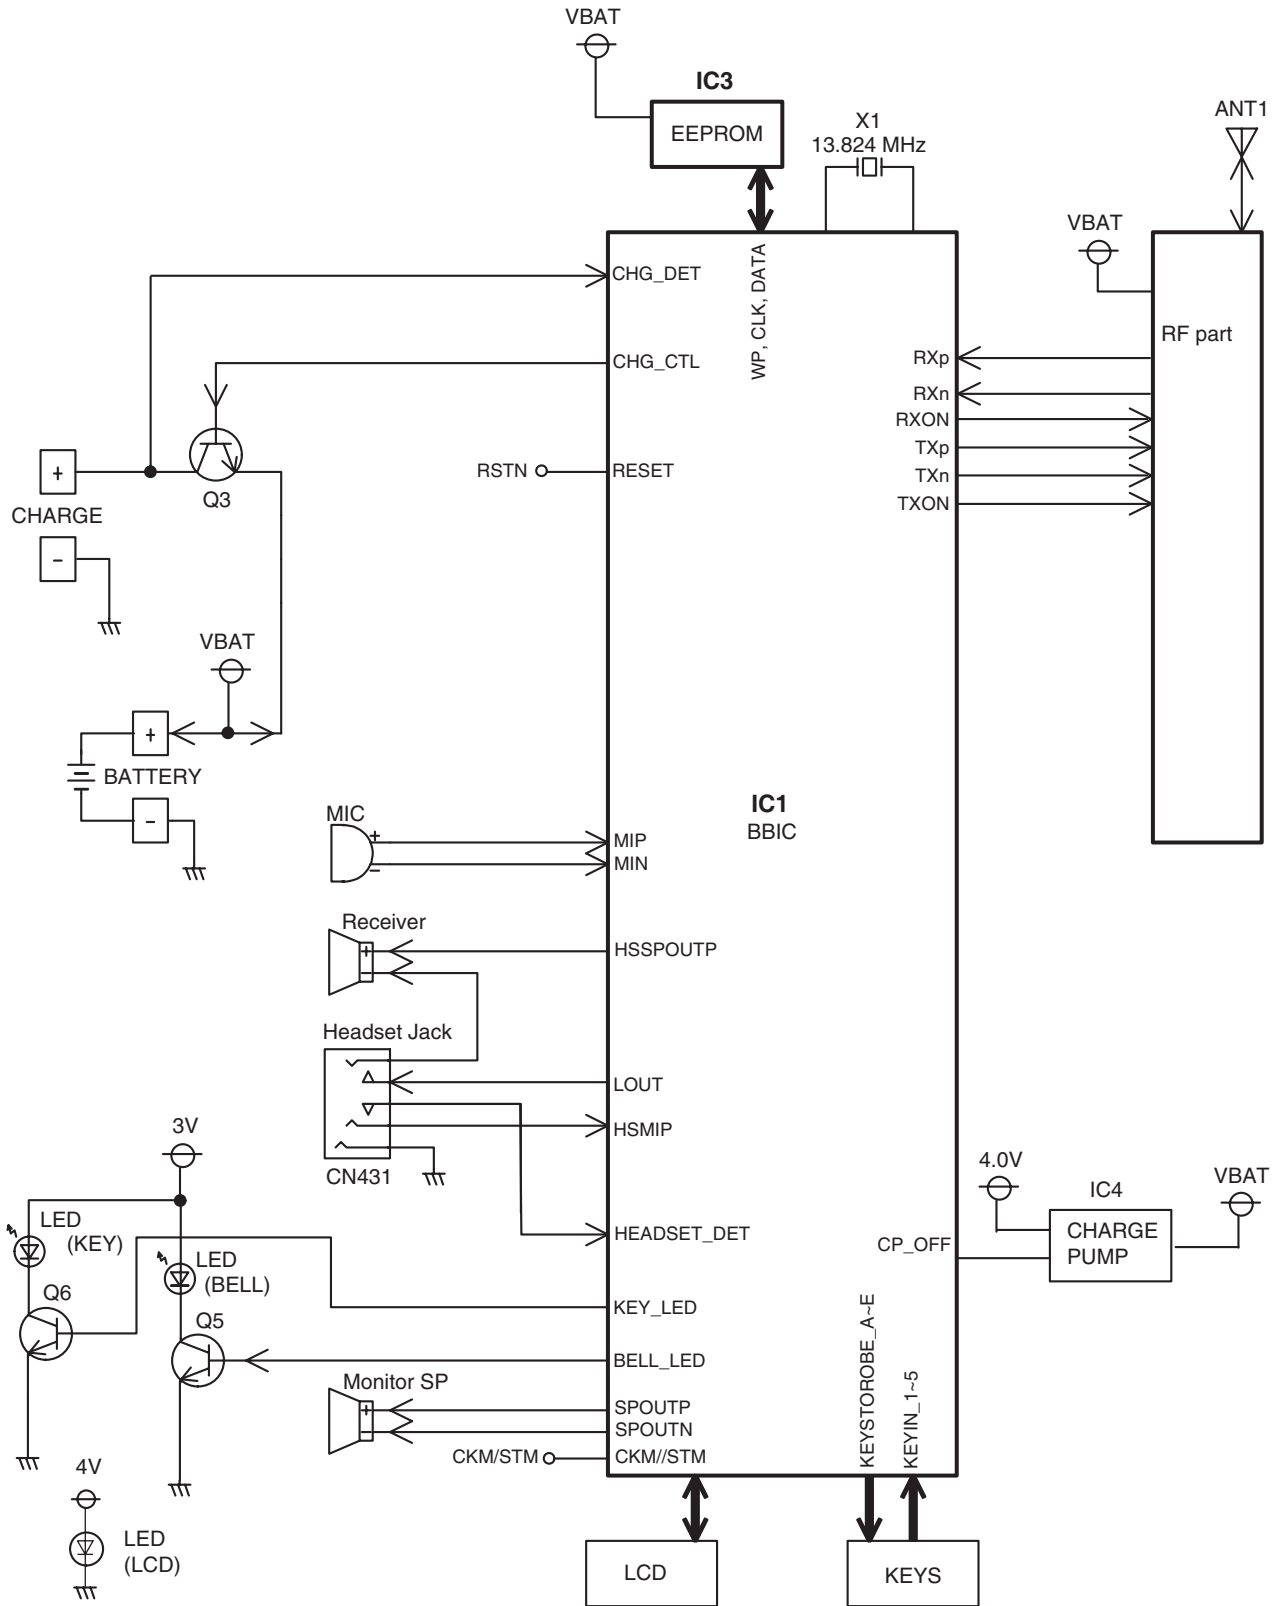 VBAT
IC3
EEPROM
X1
13.824 MHz
ANT1
VBAT
RF part
CHG_DET
WP, CLK, DATA
CHG_CTL
RXp
RXn
RXON
TXp
TXn
TXON
RSTN
RESET
+
CHARGE
-
Q3
VBAT
+
BATTERY
-
IC1
BBIC
MIC
+
-
MIP
MIN
Receiver
+
-
HSSPOUTP
Headset Jack
LOUT
HSMIP
CN431
3V
LED
(KEY)
LED
(BELL)
HEADSET_DET
4.0V
IC4
VBAT
CHARGE
PUMP
CP_OFF
Q6
Q5
KEY_LED
BELL_LED
KEYSTOROBE_A~E
KEYIN_1~5
Monitor SP
+
-
SPOUTP
SPOUTN
CKM/STM
CKM//STM
4V
LED
(LCD)
LCD
KEYS